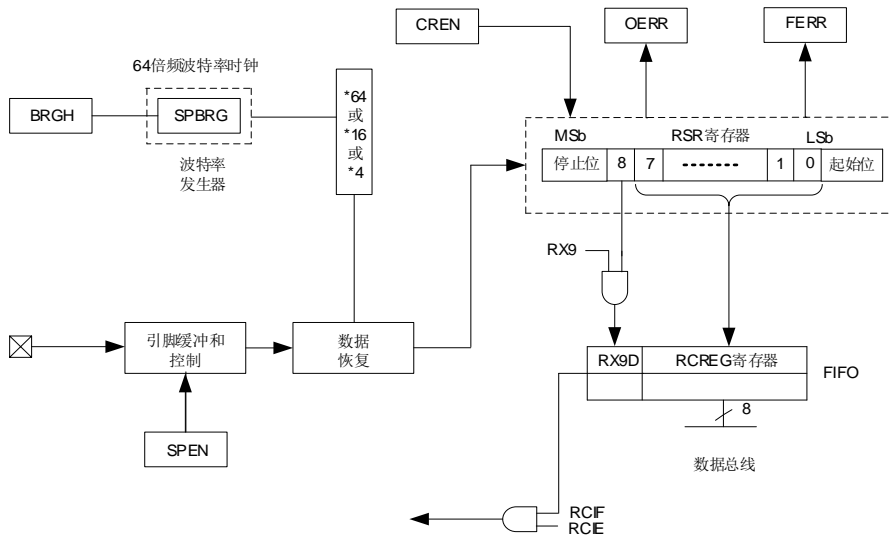 CREN
OERR
FERR
64倍频波特率时钟
BRGH
SPBRG
*64
或
*16
或
*4
波特率
发生器
MSb
RSR寄存器
LSb
停止位
8
7
1
0
起始位
RX9
引脚缓冲和
控制
数据
恢复
RX9D
RCREG寄存器
FIFO
8
SPEN
数据总线
RCIF
RCIE